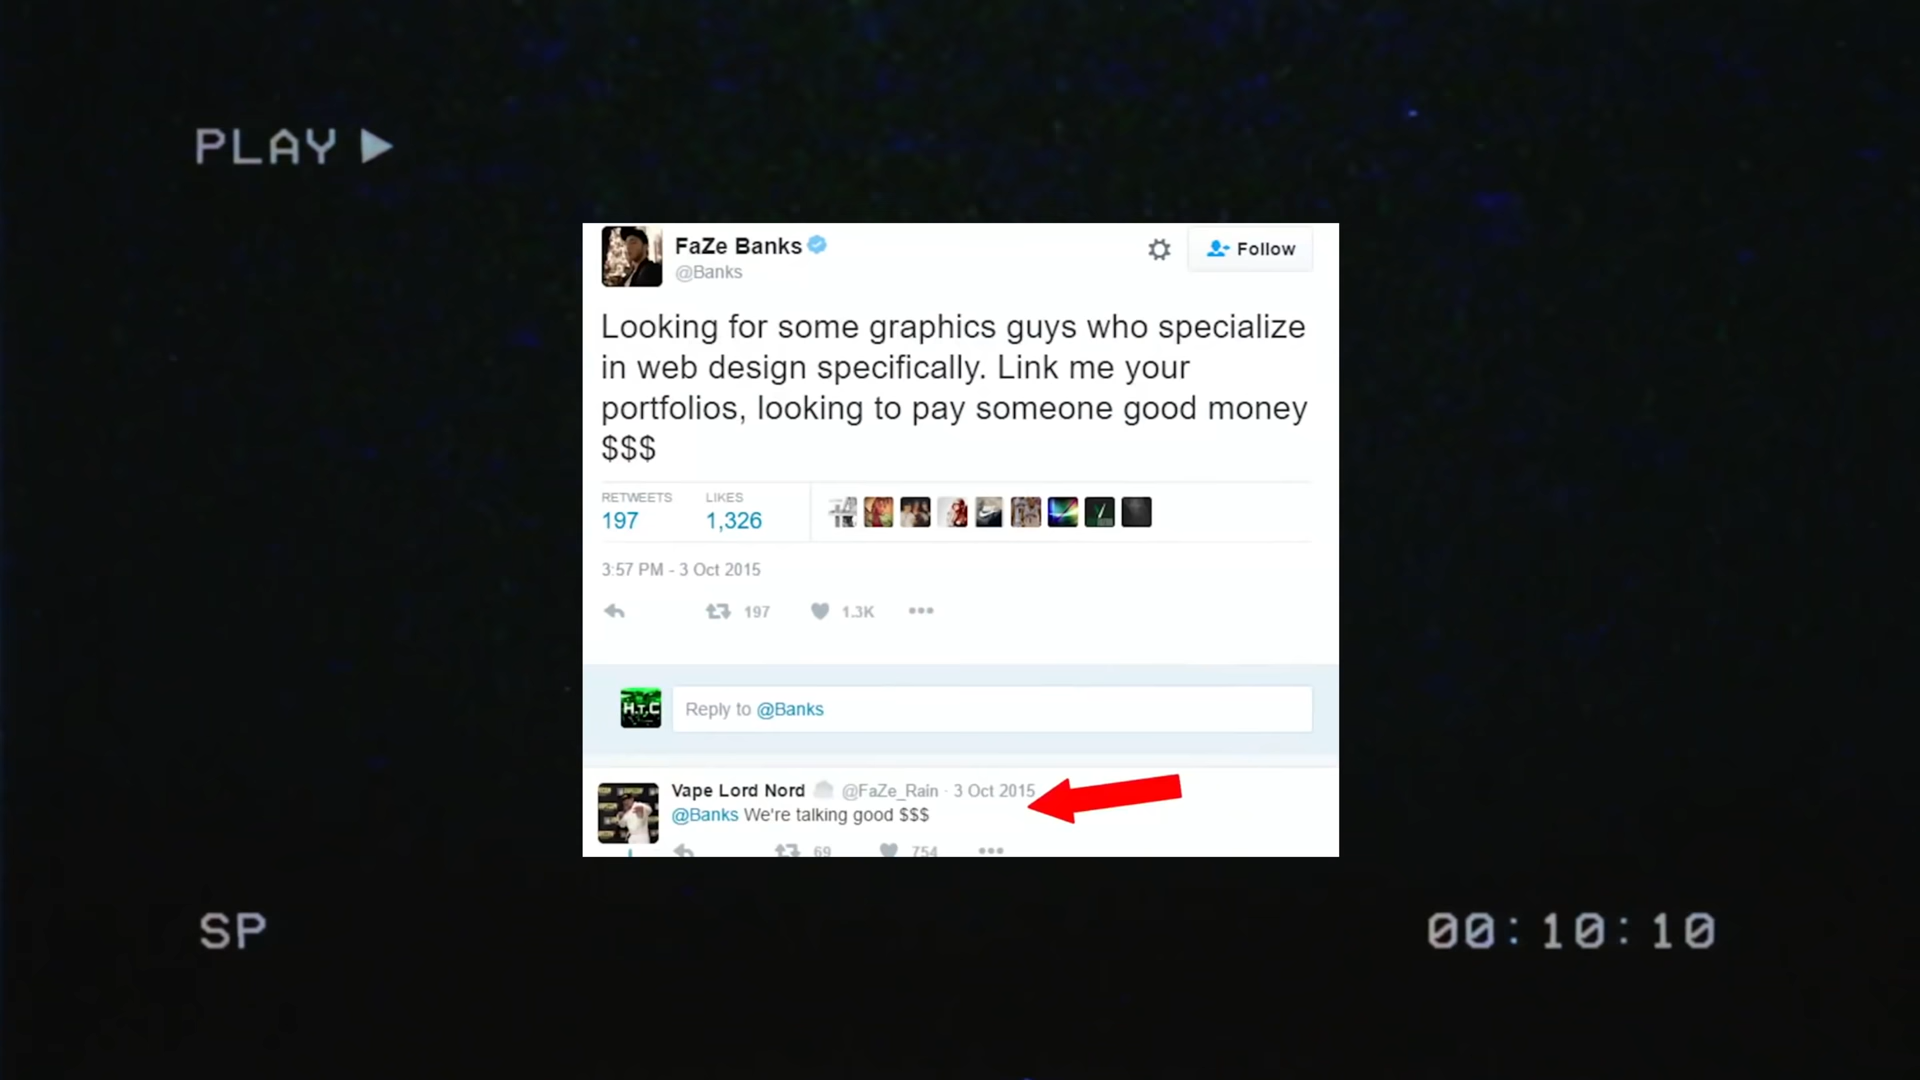 PLAY
FaZe Banks
@Banks
Follow
Looking for some graphics guys who specialize
in web design specifically. Link me your
portfolios, looking to pay someone good money
$$$
RETWEETS LIKES
197 1,326
3:57 PM - 3 Oct 2015
197 1.3K •••
H.T.C
Reply to @Banks
Vape Lord Nord @FaZe_Rain · 3 Oct 2015
@Banks We're talking good $$$
69 754 •••
SP
00:10:10